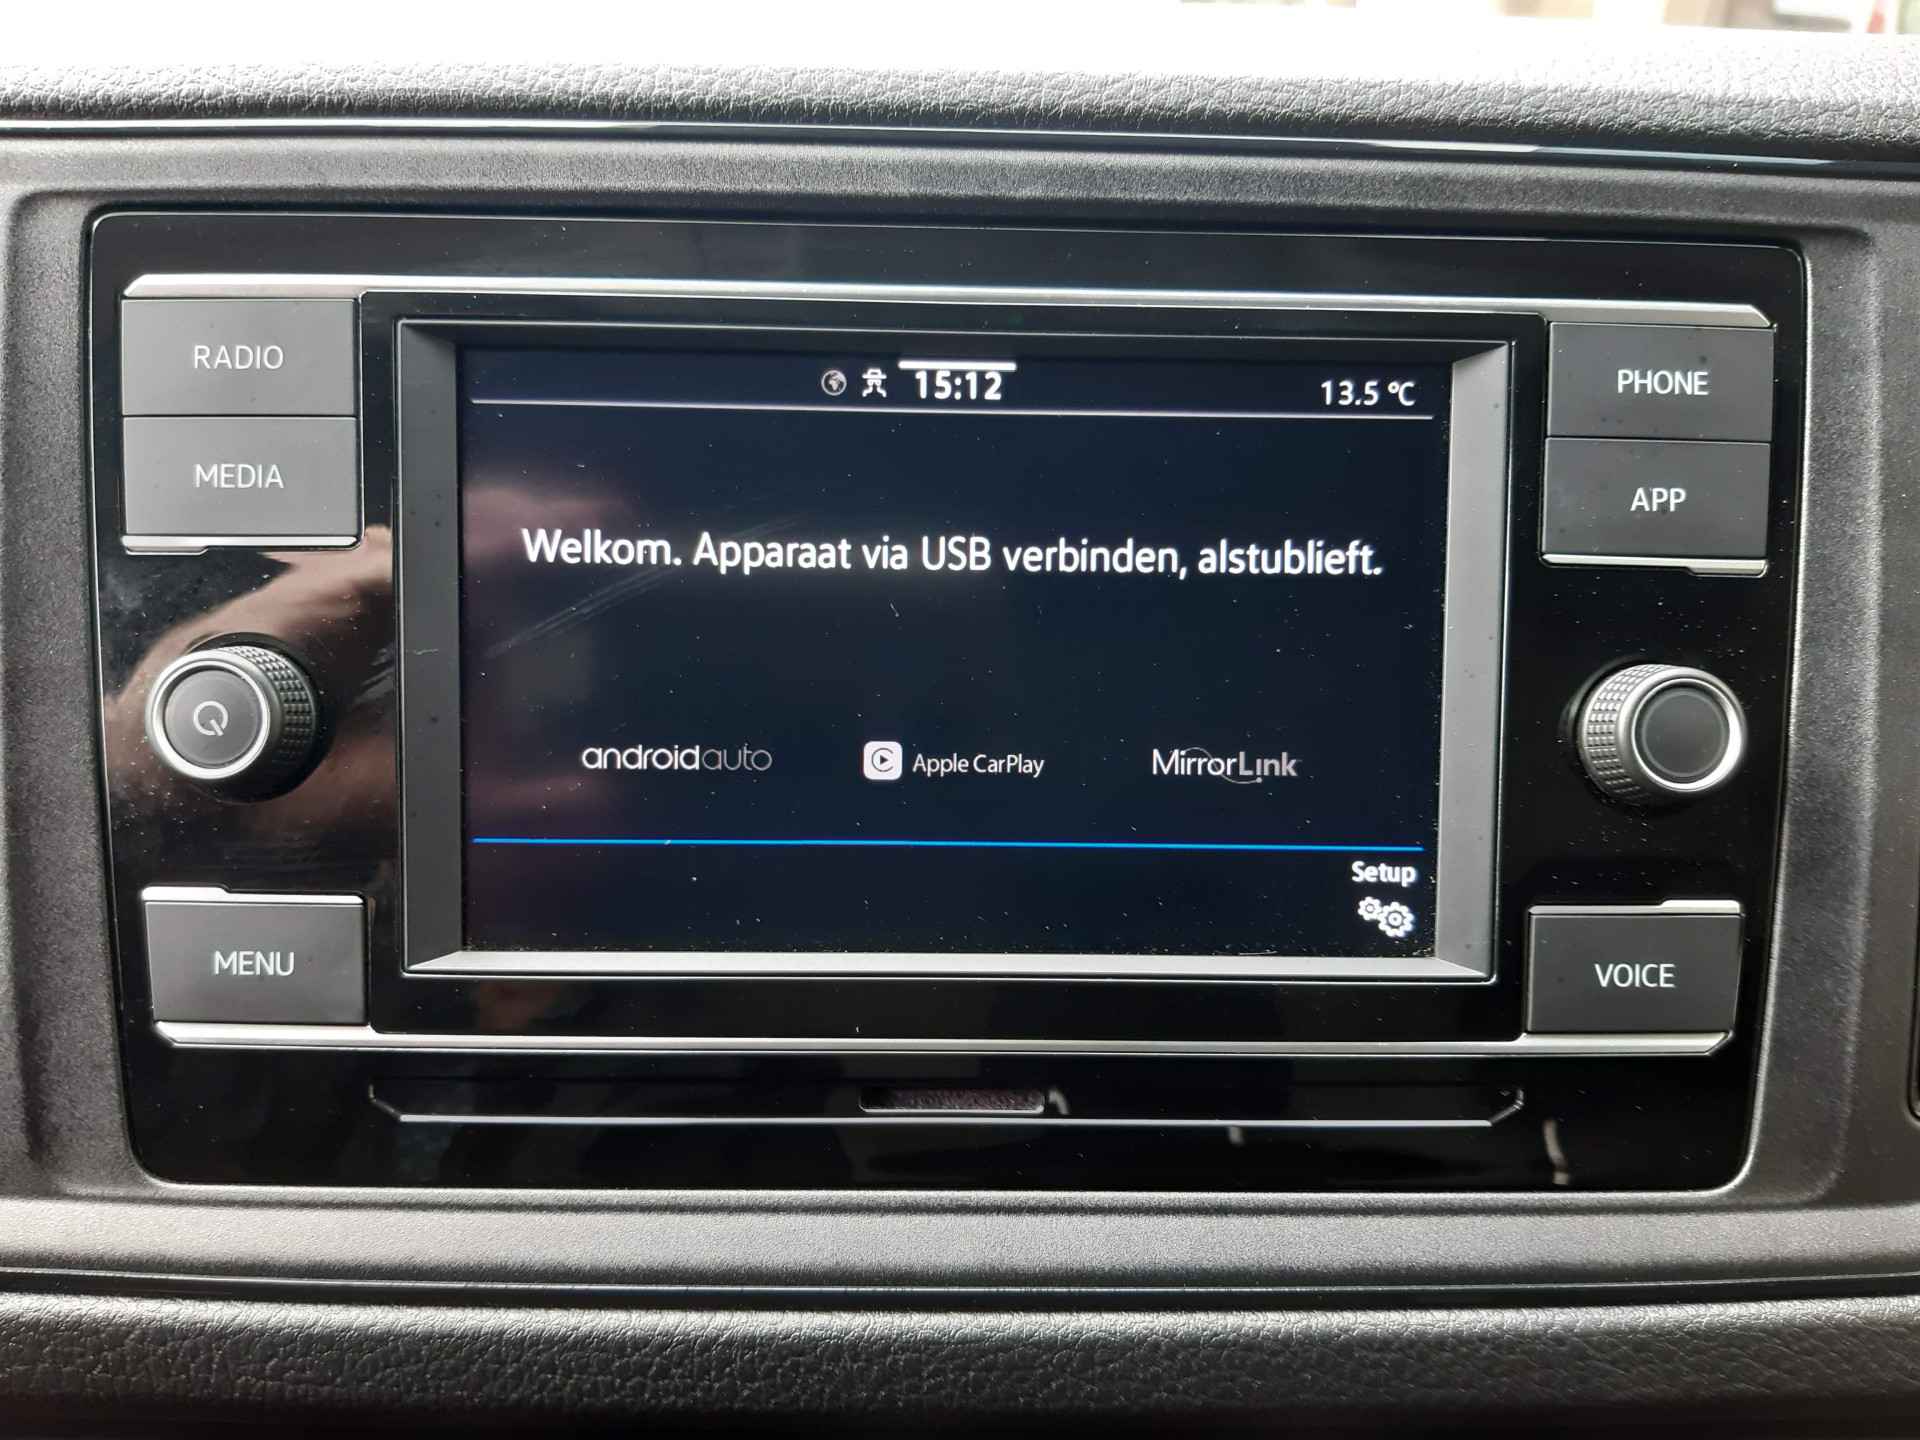 RADIO
MEDIA
MENU
15:12
13.5 °C
Welkom. Apparaat via USB verbinden, alstublieft.
androidauto
Apple CarPlay
MirrorLink
Setup
PHONE
APP
VOICE